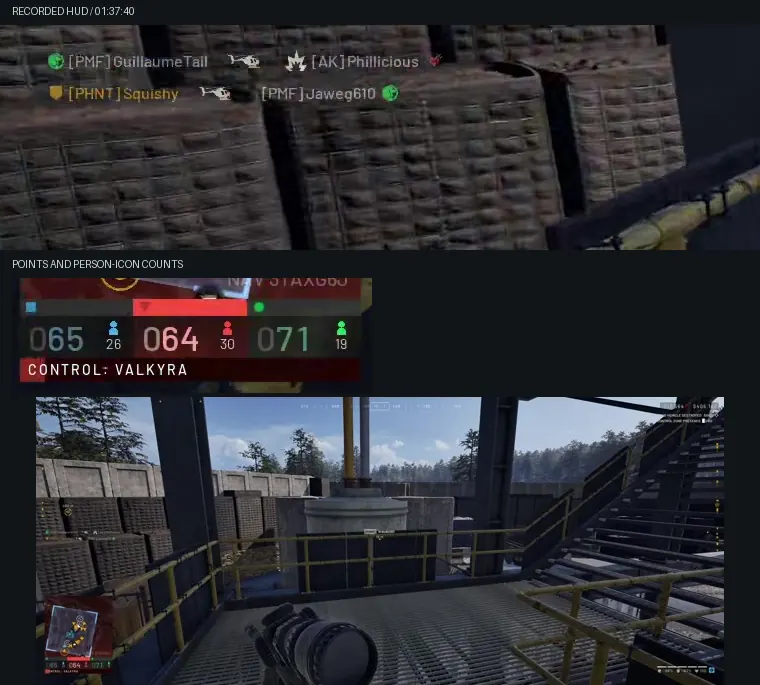 RECORDED HUD / 01:37:40
[PMF] GuillaumeTall [AK] Phillicious
[PHNT] Squishy [PMF] Jaweg610
POINTS AND PERSON-ICON COUNTS
065 26 064 30 071 19
CONTROL: VALKYRA